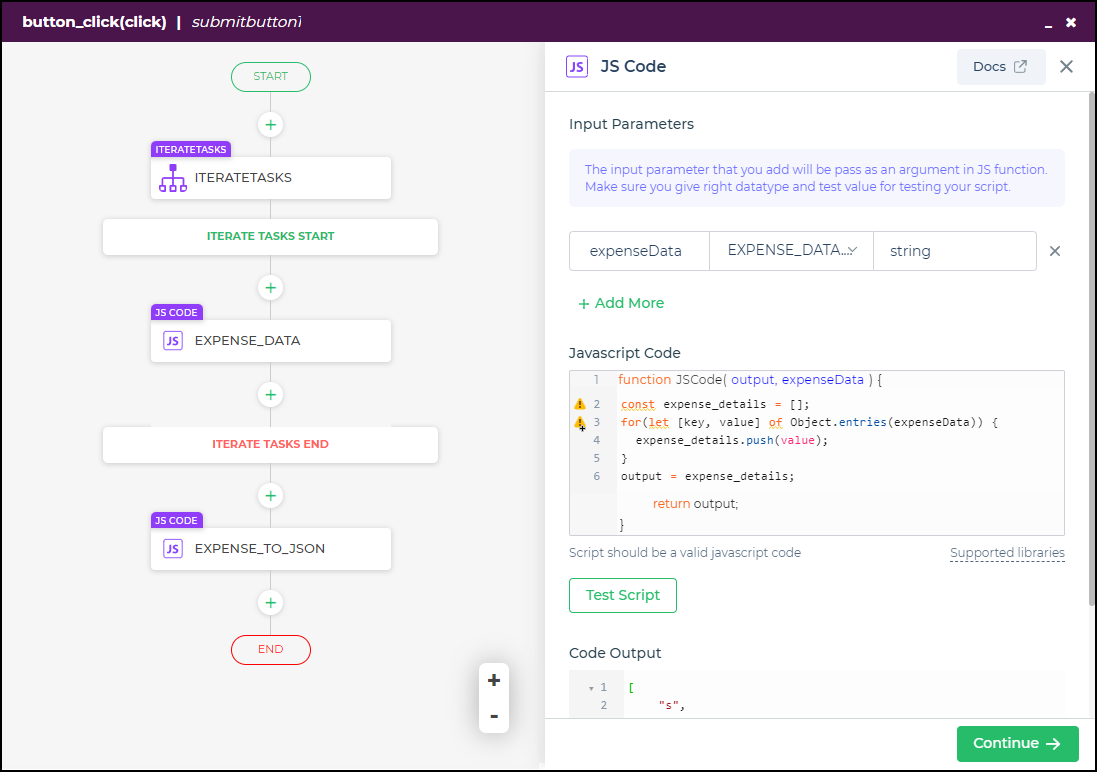 button_click(click) | submitbutton1
START
ITERATETASKS
ITERATETASKS
ITERATE TASKS START
JS CODE
JS EXPENSE_DATA
ITERATE TASKS END
JS CODE
JS EXPENSE_TO_JSON
END
+
-
JS JS Code
Docs
Input Parameters
The input parameter that you add will be pass as an argument in JS function.
Make sure you give right datatype and test value for testing your script.
expenseData EXPENSE_DATA.... string
+ Add More
Javascript Code
1 function JSCode( output, expenseData ) {
2 const expense_details = [];
3 for(let [key, value] of Object.entries(expenseData)) {
4 expense_details.push(value);
5 }
6 output = expense_details;
return output;
}
Script should be a valid javascript code Supported libraries
Test Script
Code Output
1 [
2 "s",
Continue →